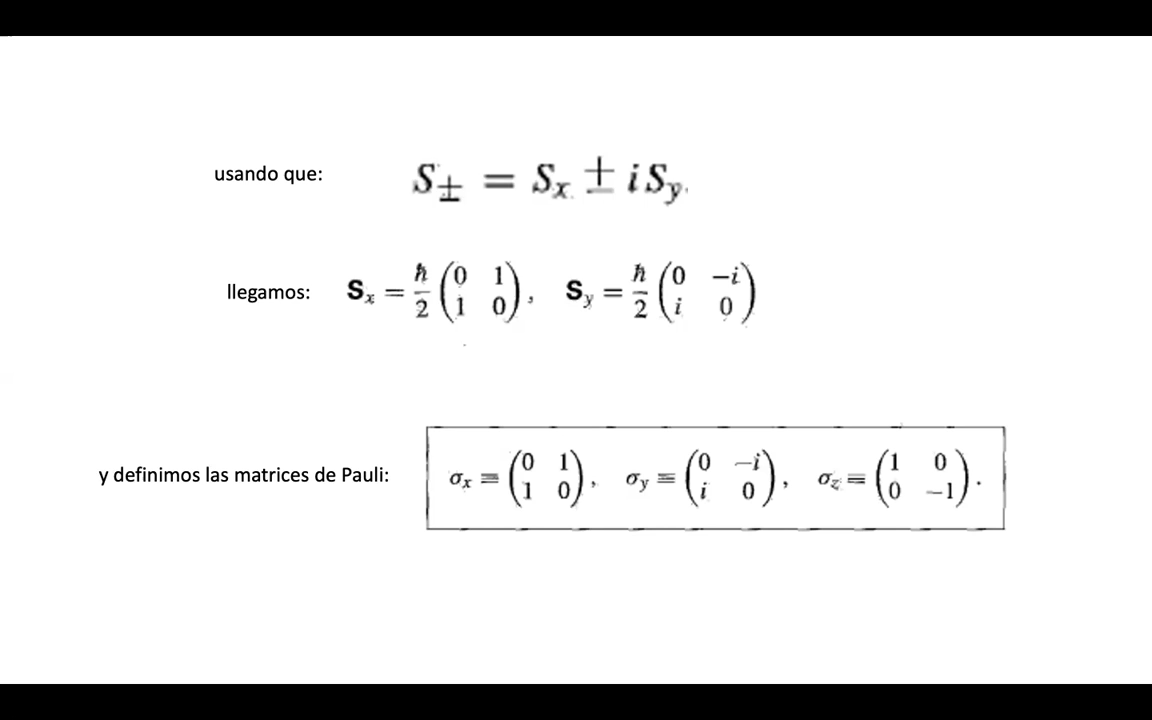 usando que: S± = Sx ± iSy.
llegamos: Sx = ħ/2 (0 1; 1 0), Sy = ħ/2 (0 −i; i 0)
y definimos las matrices de Pauli: σx ≡ (0 1; 1 0), σy ≡ (0 −i; i 0), σz ≡ (1 0; 0 −1).